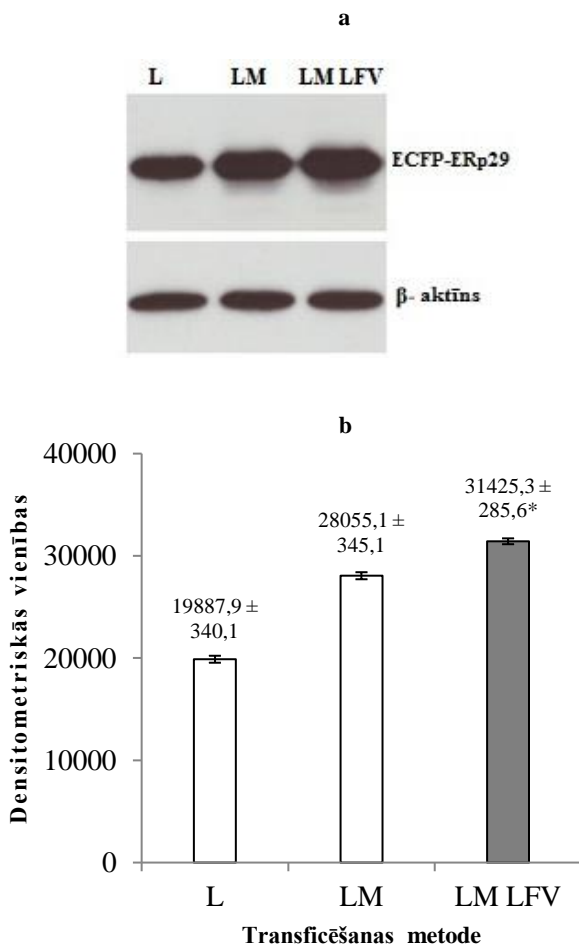 a
L LM LM LFV
ECFP-ERp29
β- aktīns
b
Densitometriskās vienības
40000
30000
20000
10000
0
19887,9 ±
340,1
28055,1 ±
345,1
31425,3 ±
285,6*
L LM LM LFV
Transficēšanas metode